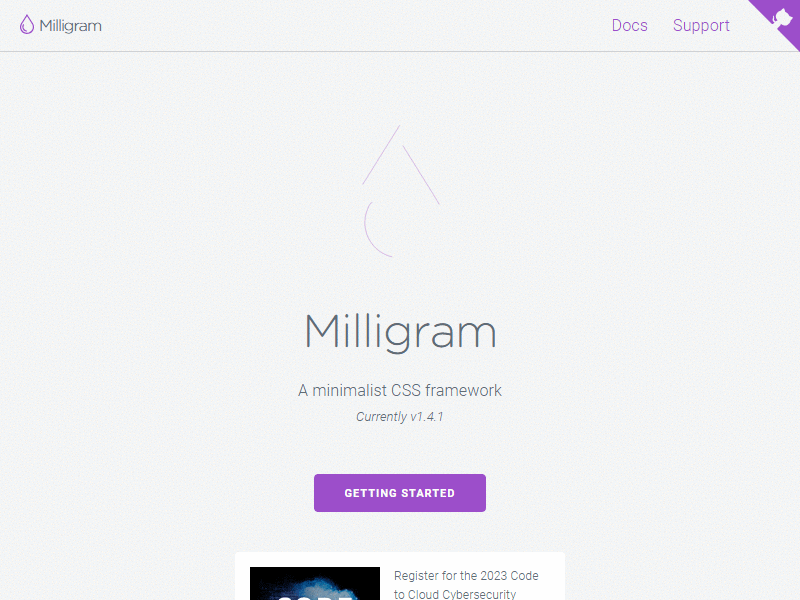 Milligram
Docs
Support
Milligram
A minimalist CSS framework
Currently v1.4.1
GETTING STARTED
Register for the 2023 Code
to Cloud Cybersecurity
CODE